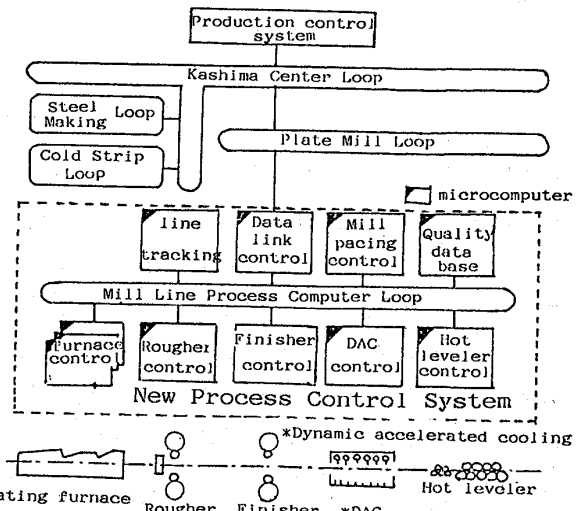 Production control
system
Kashima Center Loop
Steel Loop
Making
Plate Mill Loop
Cold Strip
Loop
microcomputer
line
tracking
Data
link
control
Mill
pacing
control
Quality
data
base
Mill Line Process Computer Loop
Furnace
control
Rougher
control
Finisher
control
DAC
control
Hot
leveler
control
New Process Control System
*Dynamic accelerated cooling
ating furnace
Rougher
Finisher
*DAC
Hot leveler